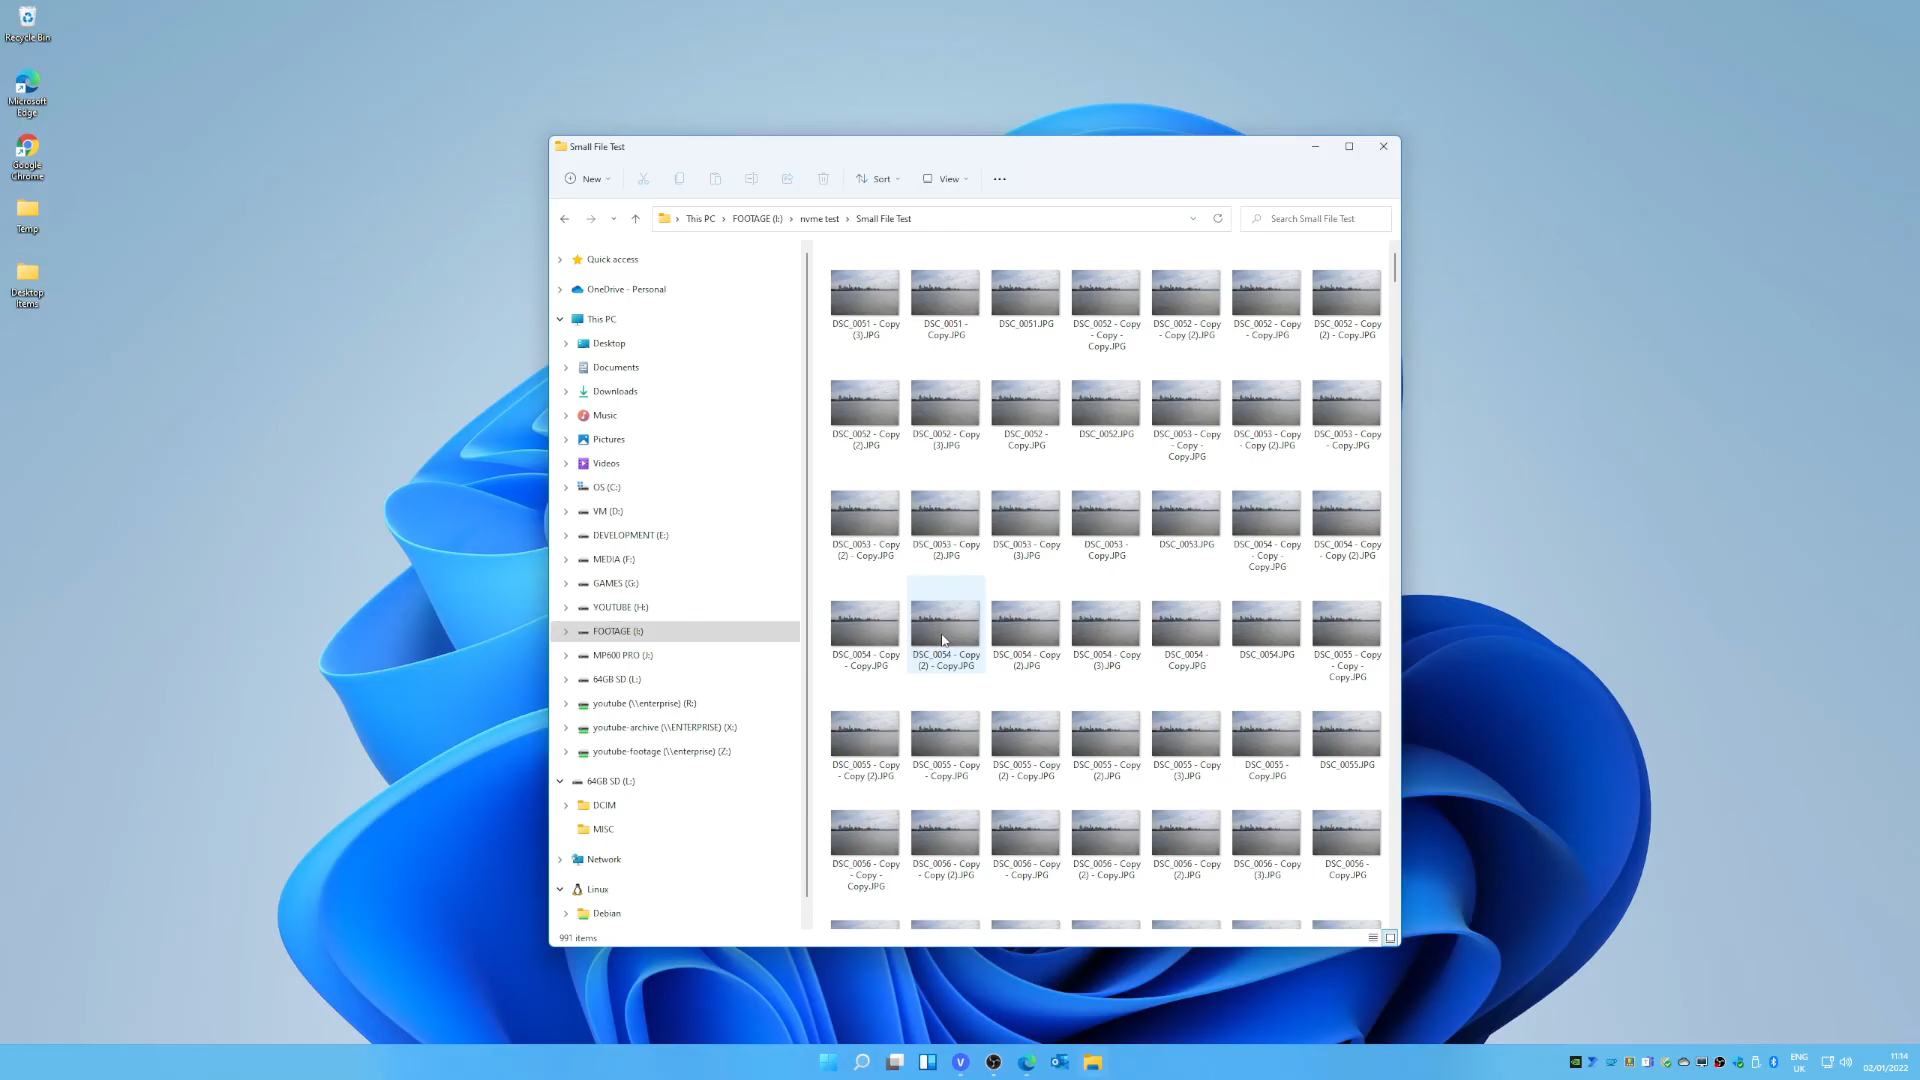 Recycle Bin
Microsoft
Edge
Google
Chrome
Temp
Desktop
Items
Small File Test
New
Sort
View
This PC
FOOTAGE (I:)
nvme test
Small File Test
Search Small File Test
Quick access
OneDrive - Personal
This PC
Desktop
Documents
Downloads
Music
Pictures
Videos
OS (C:)
VM (D:)
DEVELOPMENT (E:)
MEDIA (F:)
GAMES (G:)
YOUTUBE (H:)
FOOTAGE (I:)
MP600 PRO (J:)
64GB SD (L:)
youtube (\\enterprise) (R:)
youtube-archive (\\ENTERPRISE) (X:)
youtube-footage (\\enterprise) (Z:)
64GB SD (L:)
DCIM
MISC
Network
Linux
Debian
DSC_0051 - Copy
(3).JPG
DSC_0051 -
Copy.JPG
DSC_0051.JPG
DSC_0052 - Copy
- Copy -
Copy.JPG
DSC_0052 - Copy
- Copy (2).JPG
DSC_0052 - Copy
- Copy.JPG
DSC_0052 - Copy
(2) - Copy.JPG
DSC_0052 - Copy
(2).JPG
DSC_0052 - Copy
(3).JPG
DSC_0052 -
Copy.JPG
DSC_0052.JPG
DSC_0053 - Copy
- Copy -
Copy.JPG
DSC_0053 - Copy
- Copy (2).JPG
DSC_0053 - Copy
- Copy.JPG
DSC_0053 - Copy
(2) - Copy.JPG
DSC_0053 - Copy
(2).JPG
DSC_0053 - Copy
(3).JPG
DSC_0053 -
Copy.JPG
DSC_0053.JPG
DSC_0054 - Copy
- Copy -
Copy.JPG
DSC_0054 - Copy
- Copy (2).JPG
DSC_0054 - Copy
- Copy.JPG
DSC_0054 - Copy
(2) - Copy.JPG
DSC_0054 - Copy
(2).JPG
DSC_0054 - Copy
(3).JPG
DSC_0054 -
Copy.JPG
DSC_0054.JPG
DSC_0055 - Copy
- Copy -
Copy.JPG
DSC_0055 - Copy
- Copy (2).JPG
DSC_0055 - Copy
- Copy.JPG
DSC_0055 - Copy
(2) - Copy.JPG
DSC_0055 - Copy
(2).JPG
DSC_0055 - Copy
(3).JPG
DSC_0055 -
Copy.JPG
DSC_0055.JPG
DSC_0056 - Copy
- Copy -
Copy.JPG
DSC_0056 - Copy
- Copy (2).JPG
DSC_0056 - Copy
- Copy.JPG
DSC_0056 - Copy
(2) - Copy.JPG
DSC_0056 - Copy
(2).JPG
DSC_0056 - Copy
(3).JPG
DSC_0056 -
Copy.JPG
991 items
ENG
UK
11:14
02/01/2022